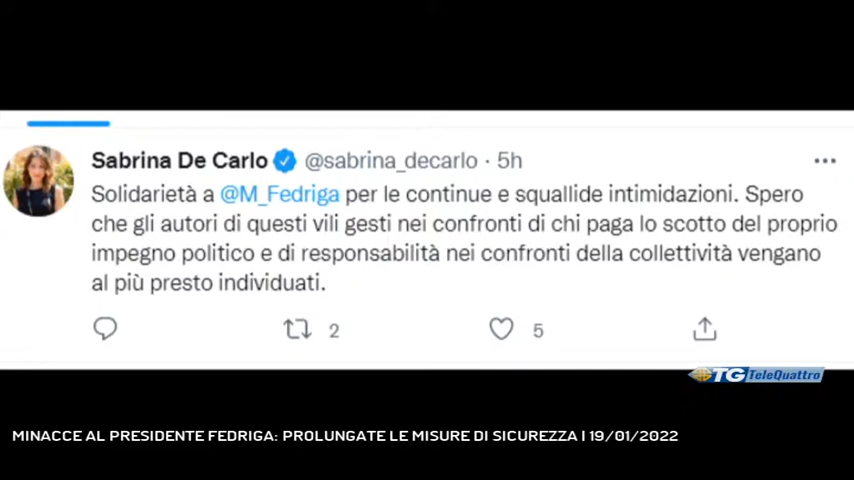 Sabrina De Carlo @sabrina_decarlo · 5h
Solidarietà a @M_Fedriga per le continue e squallide intimidazioni. Spero
che gli autori di questi vili gesti nei confronti di chi paga lo scotto del proprio
impegno politico e di responsabilità nei confronti della collettività vengano
al più presto individuati.
2 5
TG TeleQuattro
MINACCE AL PRESIDENTE FEDRIGA: PROLUNGATE LE MISURE DI SICUREZZA | 19/01/2022